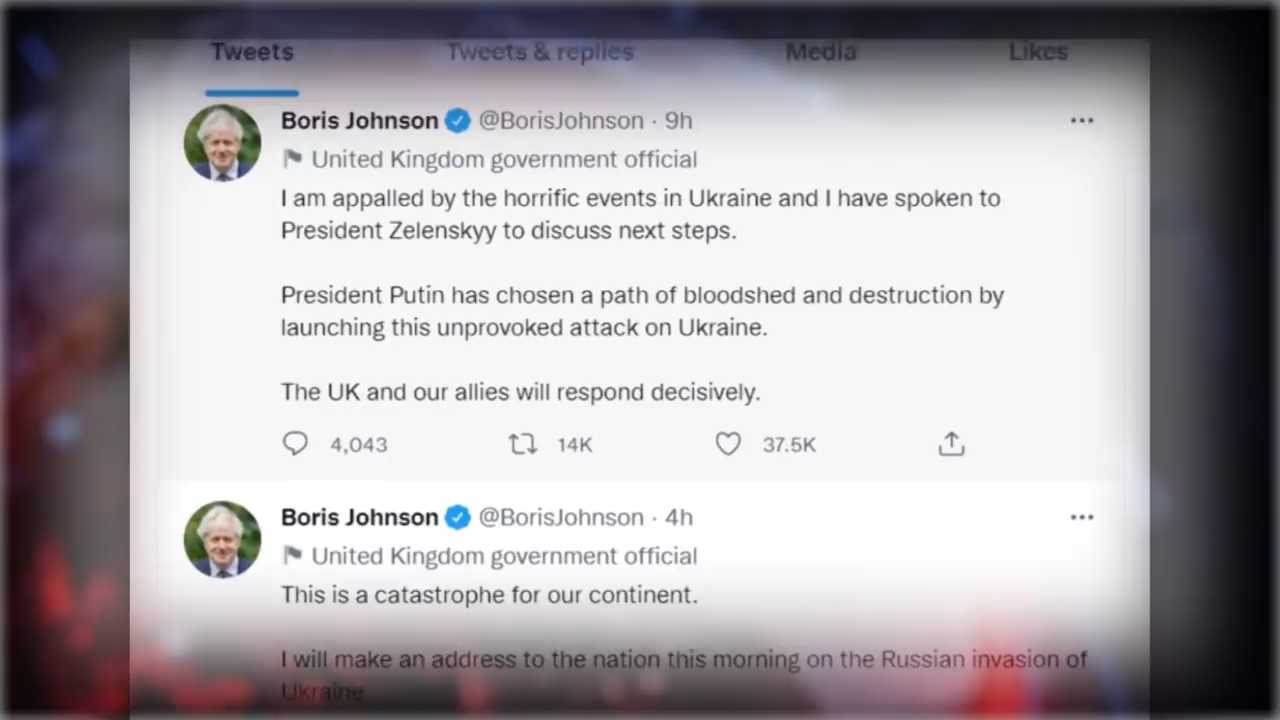 Tweets Tweets & replies Media Likes
Boris Johnson @BorisJohnson · 9h
United Kingdom government official
I am appalled by the horrific events in Ukraine and I have spoken to
President Zelenskyy to discuss next steps.
President Putin has chosen a path of bloodshed and destruction by
launching this unprovoked attack on Ukraine.
The UK and our allies will respond decisively.
4,043 14K 37.5K
Boris Johnson @BorisJohnson · 4h
United Kingdom government official
This is a catastrophe for our continent.
I will make an address to the nation this morning on the Russian invasion of
Ukraine